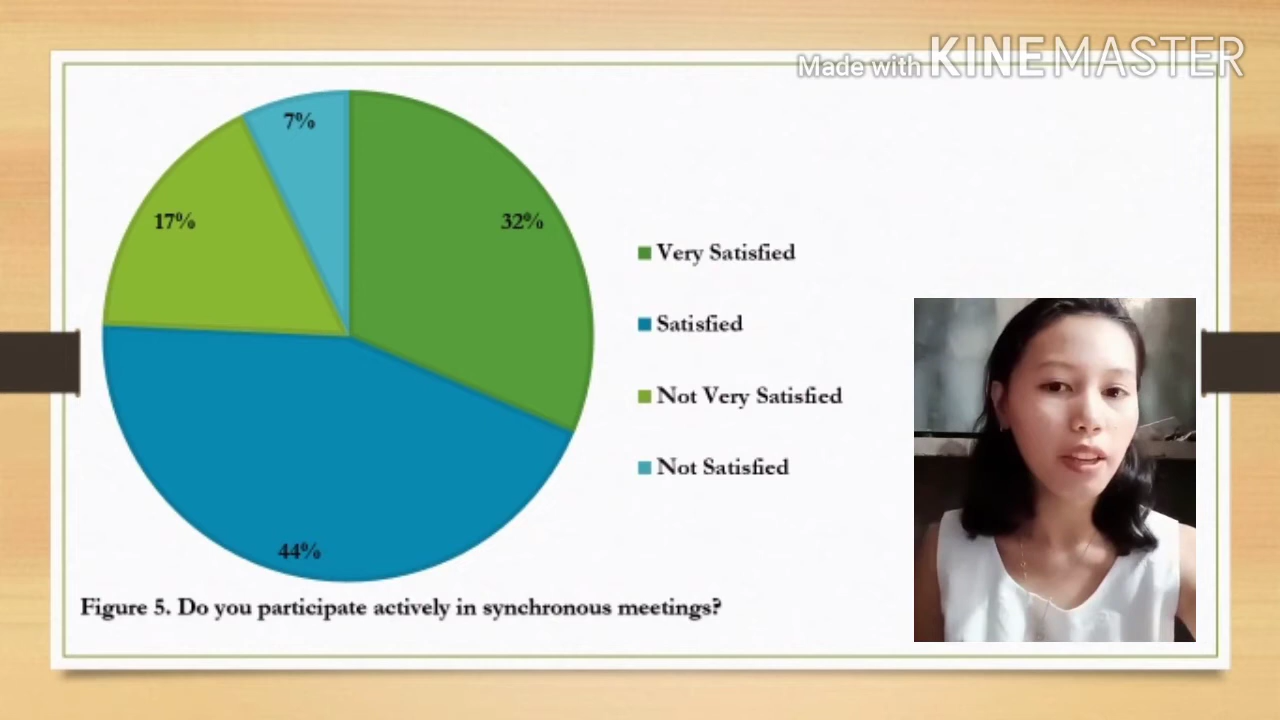 Made with KINEMASTER
7%
32%
17%
44%
Very Satisfied
Satisfied
Not Very Satisfied
Not Satisfied
Figure 5. Do you participate actively in synchronous meetings?